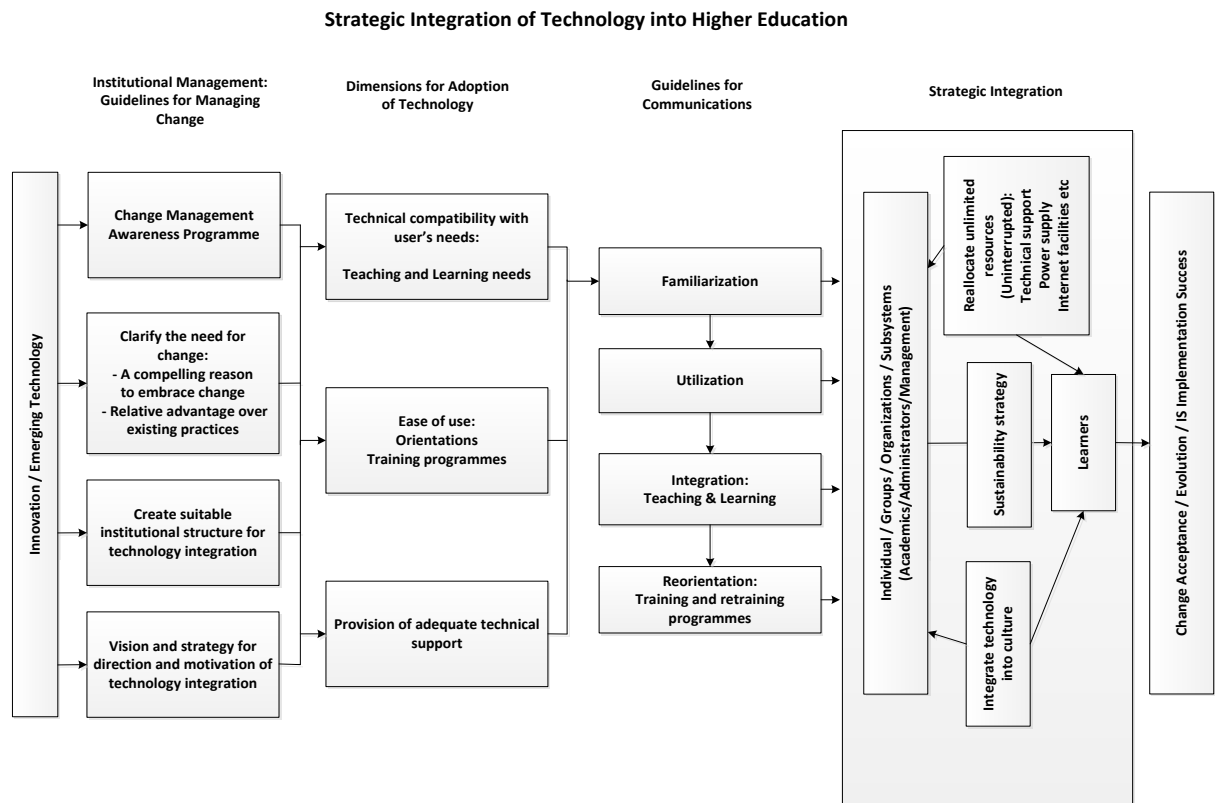 Strategic Integration of Technology into Higher Education
Institutional Management:
Guidelines for Managing
Change
Dimensions for Adoption
of Technology
Guidelines for
Communications
Strategic Integration
Innovation / Emerging Technology
Change Management
Awareness Programme
Clarify the need for
change:
- A compelling reason
to embrace change
- Relative advantage over
existing practices
Create suitable
institutional structure for
technology integration
Vision and strategy for
direction and motivation of
technology integration
Technical compatibility with
user's needs:
Teaching and Learning needs
Ease of use:
Orientations
Training programmes
Provision of adequate technical
support
Familiarization
Utilization
Integration:
Teaching & Learning
Reorientation:
Training and retraining
programmes
Individual / Groups / Organizations / Subsystems
(Academics/Administrators/Management)
Reallocate unlimited
resources
(Uninterrupted):
Technical support
Power supply
Internet facilities etc
Sustainability strategy
Integrate technology
into culture
Learners
Change Acceptance / Evolution / IS Implementation Success